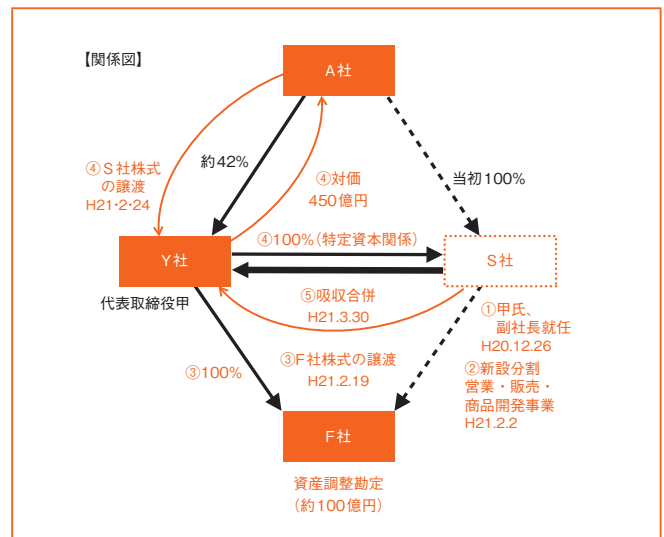 【関係図】
A社
④S社株式
の譲渡
H21・2・24
約42%
④対価
450億円
当初100%
④100%(特定資本関係)
Y社
S社
代表取締役甲
⑤吸収合併
H21.3.30
①甲氏、
副社長就任
H20.12.26
②新設分割
営業・販売・
商品開発事業
H21.2.2
③100%
③F社株式の譲渡
H21.2.19
F社
資産調整勘定
(約100億円)